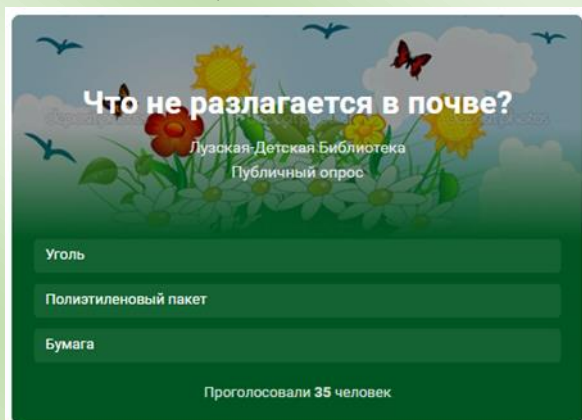 Что не разлагается в почве?
Лузская-Детская Библиотека
Публичный опрос
Уголь
Полиэтиленовый пакет
Бумага
Проголосовали 35 человек